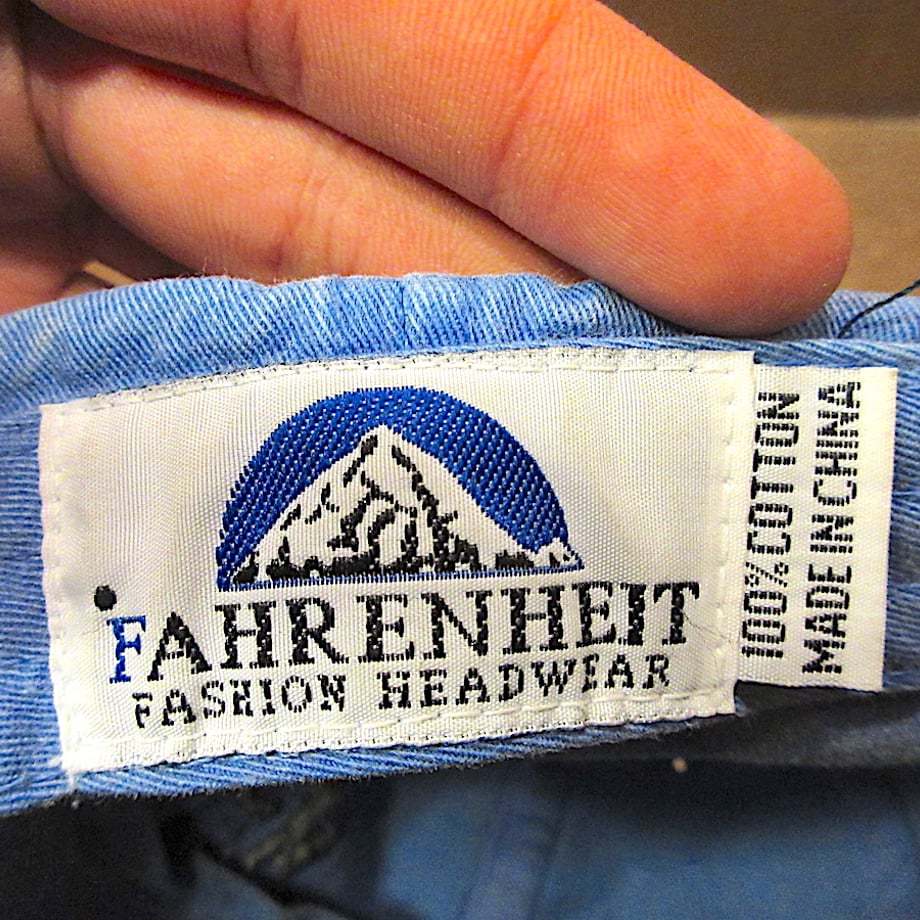 •FAHRENHEIT
FASHION HEADWEAR
100% COTTON
MADE IN CHINA